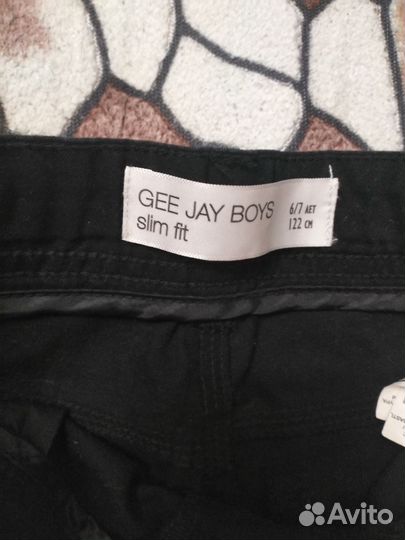 GEE JAY BOYS
slim fit
6/7 ЛЕТ
122 СМ
Avito